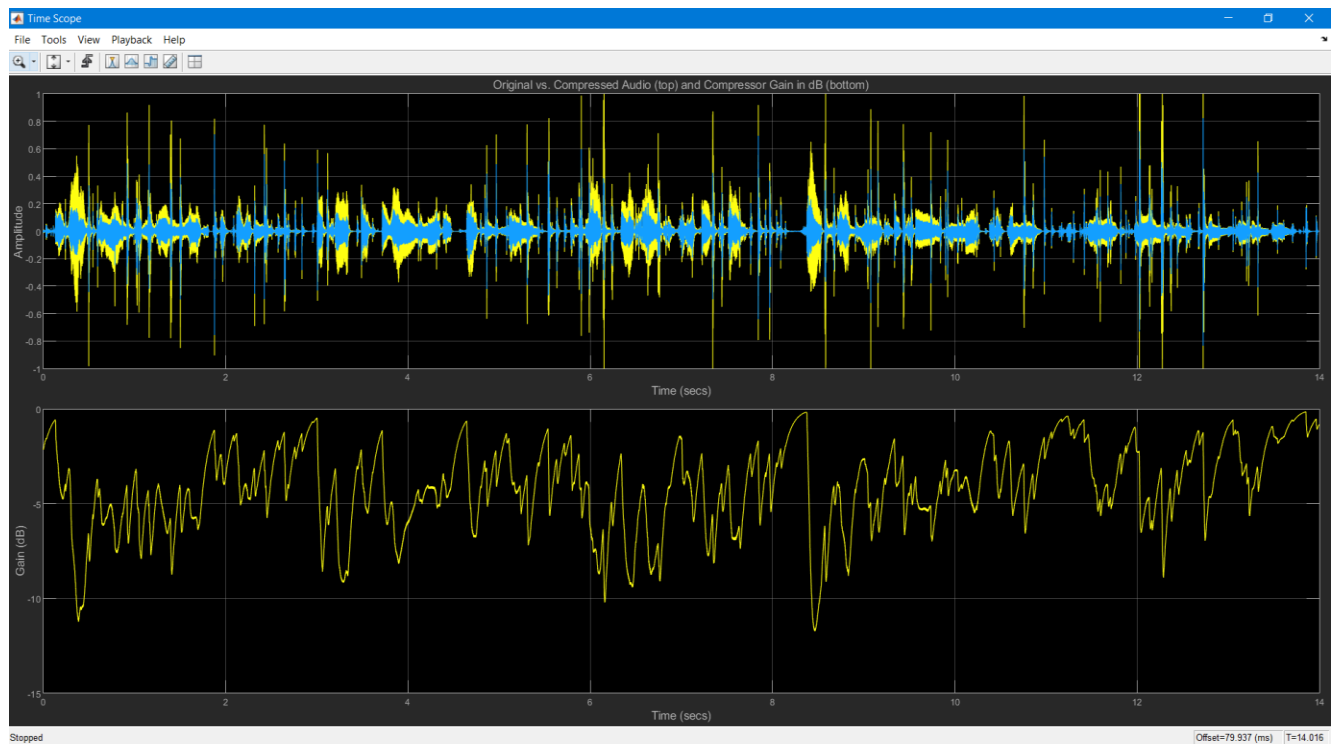 Time Scope
File Tools View Playback Help
Original vs. Compressed Audio (top) and Compressor Gain in dB (bottom)
1
0.8
0.6
0.4
0.2
0
-0.2
-0.4
-0.6
-0.8
-1
Amplitude
0 2 4 6 8 10 12 14
Time (secs)
0
-5
-10
-15
Gain (dB)
0 2 4 6 8 10 12 14
Time (secs)
Stopped Offset=79.937 (ms) T=14.016